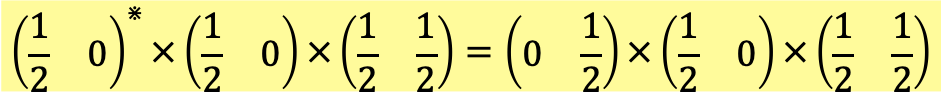 (1/2 0)※ × (1/2 0) × (1/2 1/2) = (0 1/2) × (1/2 0) × (1/2 1/2)